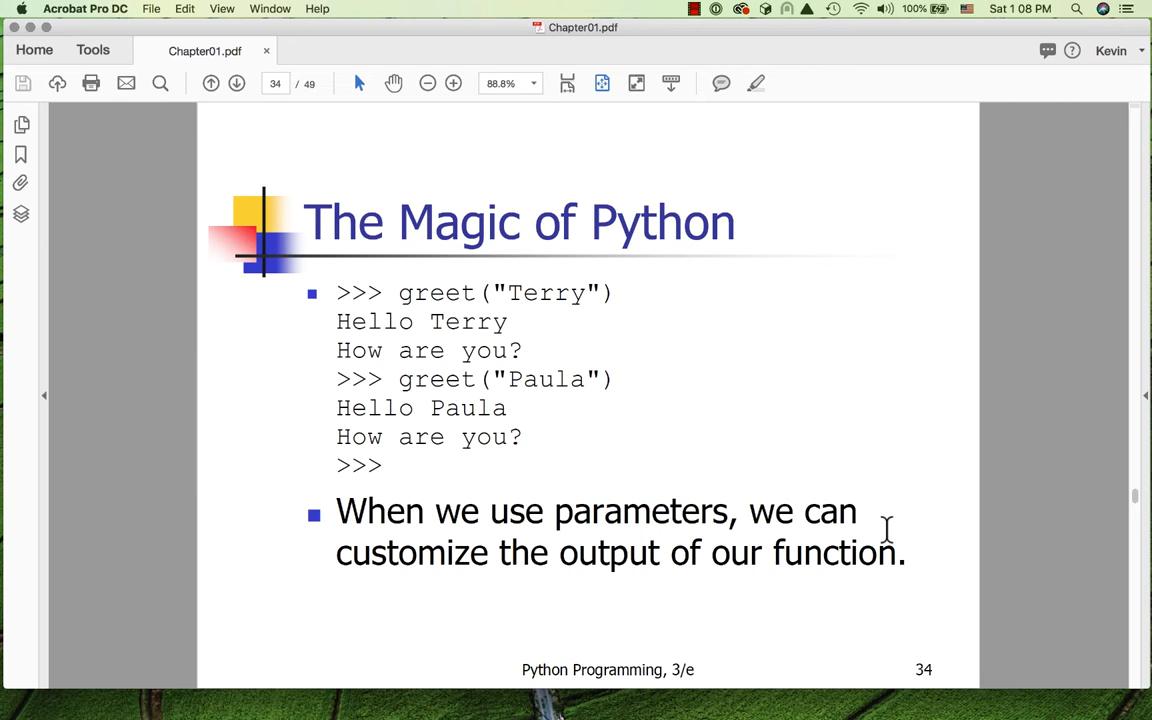 Acrobat Pro DC File Edit View Window Help 100% Sat 1 08 PM
Chapter01.pdf
Home Tools Chapter01.pdf × ? Kevin
34 / 49 88.8%
The Magic of Python
>>> greet("Terry")
Hello Terry
How are you?
>>> greet("Paula")
Hello Paula
How are you?
>>>
When we use parameters, we can
customize the output of our function.
Python Programming, 3/e 34